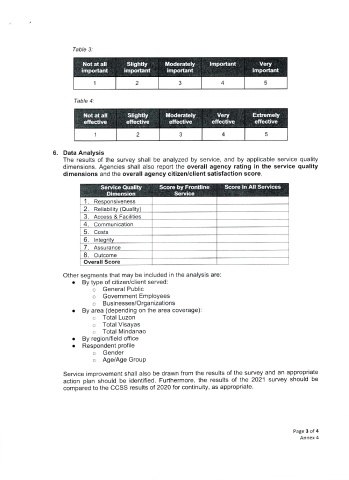 Table 3:
Not at all important | Slightly important | Moderately important | Important | Very important
1 | 2 | 3 | 4 | 5
Table 4:
Not at all effective | Slightly effective | Moderately effective | Very effective | Extremely effective
1 | 2 | 3 | 4 | 5
6. Data Analysis
The results of the survey shall be analyzed by service, and by applicable service quality
dimensions. Agencies shall also report the overall agency rating in the service quality
dimensions and the overall agency citizen/client satisfaction score.
Service Quality Dimension | Score by Frontline Service | Score in All Services
1. Responsiveness
2. Reliability (Quality)
3. Access & Facilities
4. Communication
5. Costs
6. Integrity
7. Assurance
8. Outcome
Overall Score
Other segments that may be included in the analysis are:
• By type of citizen/client served:
o General Public
o Government Employees
o Businesses/Organizations
• By area (depending on the area coverage):
o Total Luzon
o Total Visayas
o Total Mindanao
• By region/field office
• Respondent profile
o Gender
o Age/Age Group
Service improvement shall also be drawn from the results of the survey and an appropriate
action plan should be identified. Furthermore, the results of the 2021 survey should be
compared to the CCSS results of 2020 for continuity, as appropriate.
Page 3 of 4
Annex 4